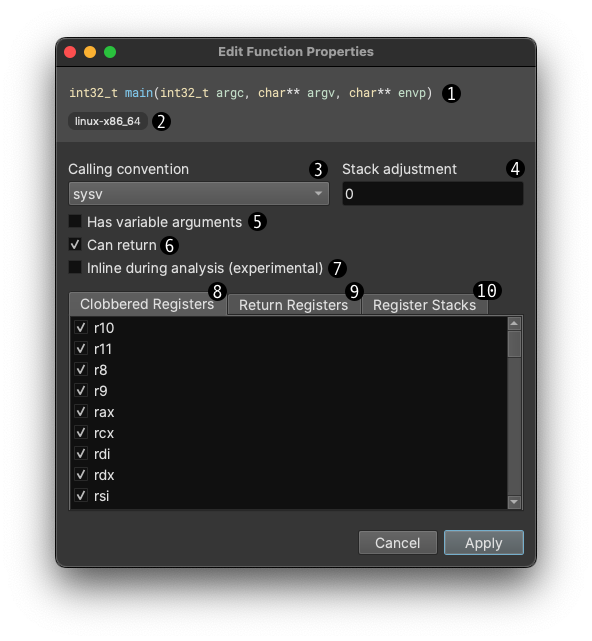 Edit Function Properties
int32_t main(int32_t argc, char** argv, char** envp) 1
linux-x86_64 2
Calling convention 3 Stack adjustment 4
sysv 0
Has variable arguments 5
Can return 6
Inline during analysis (experimental) 7
Clobbered Registers 8 Return Registers 9 Register Stacks 10
r10
r11
r8
r9
rax
rcx
rdi
rdx
rsi
Cancel Apply